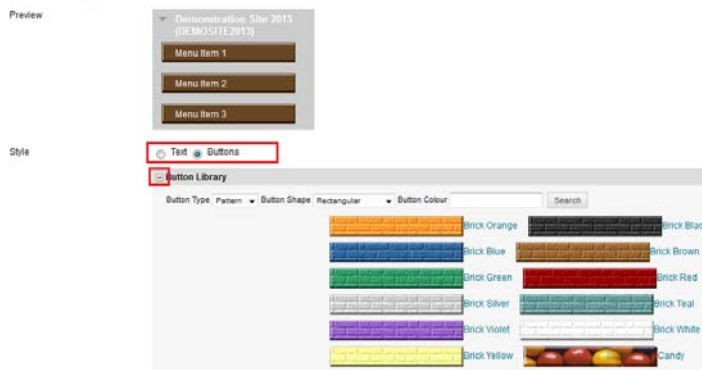 Preview
Demonstration Site 2013
(DEMOSITE2013)
Menu Item 1
Menu Item 2
Menu Item 3
Style
Text Buttons
Button Library
Button Type Pattern Button Shape Rectangular Button Colour Search
Brick Orange Brick Blac
Brick Blue Brick Brown
Brick Green Brick Red
Brick Silver Brick Teal
Brick Violet Brick White
Brick Yellow Candy